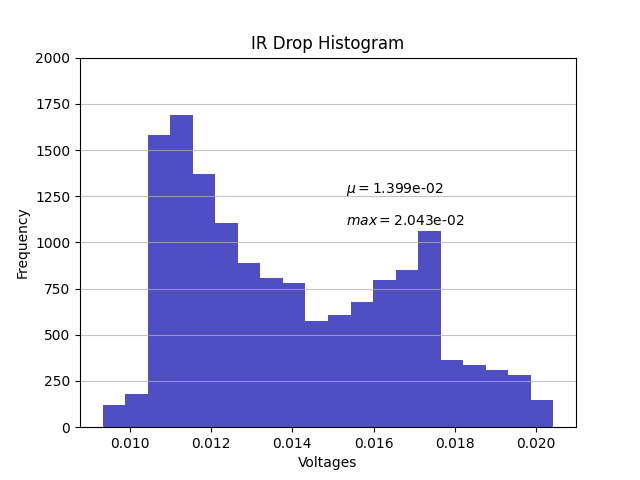 IR Drop Histogram
2000
1750
1500
1250
1000
750
500
250
0
Frequency
μ = 1.399e-02
max = 2.043e-02
0.010 0.012 0.014 0.016 0.018 0.020
Voltages